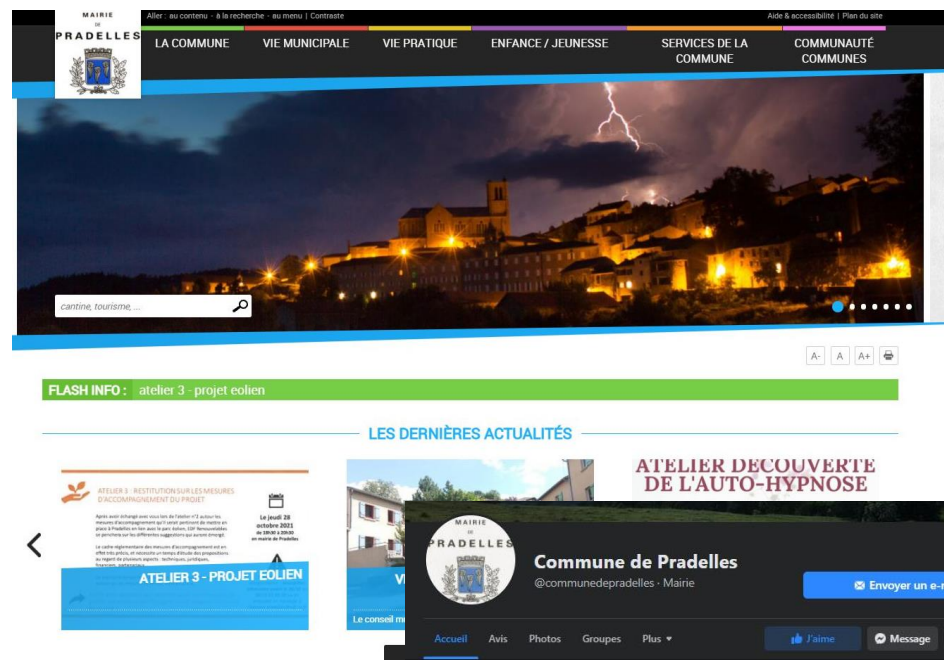 MAIRIE
DE
PRADELLES
Aller : au contenu - à la recherche - au menu | Contraste
Aide & accessibilité | Plan du site
LA COMMUNE
VIE MUNICIPALE
VIE PRATIQUE
ENFANCE / JEUNESSE
SERVICES DE LA
COMMUNE
COMMUNAUTÉ
COMMUNES
cantine, tourisme, ...
A-
A
A+
FLASH INFO :
atelier 3 - projet eolien
LES DERNIÈRES ACTUALITÉS
ATELIER 3 : RESTITUTION SUR LES MESURES
D'ACCOMPAGNEMENT DU PROJET
Le jeudi 28
octobre 2021
de 18h30 à 20h30
en mairie de Pradelles
ATELIER 3 - PROJET EOLIEN
Le conseil m
ATELIER DECOUVERTE
DE L'AUTO-HYPNOSE
MAIRIE
DE
PRADELLES
Commune de Pradelles
@communedepradelles · Mairie
Envoyer un e-
Accueil
Avis
Photos
Groupes
Plus
J'aime
Message